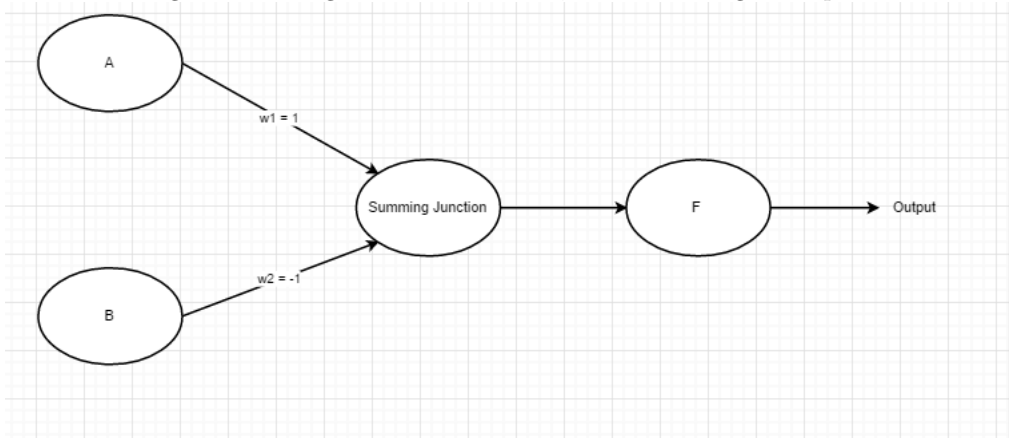 A
w1 = 1
Summing Junction
F
Output
w2 = -1
B